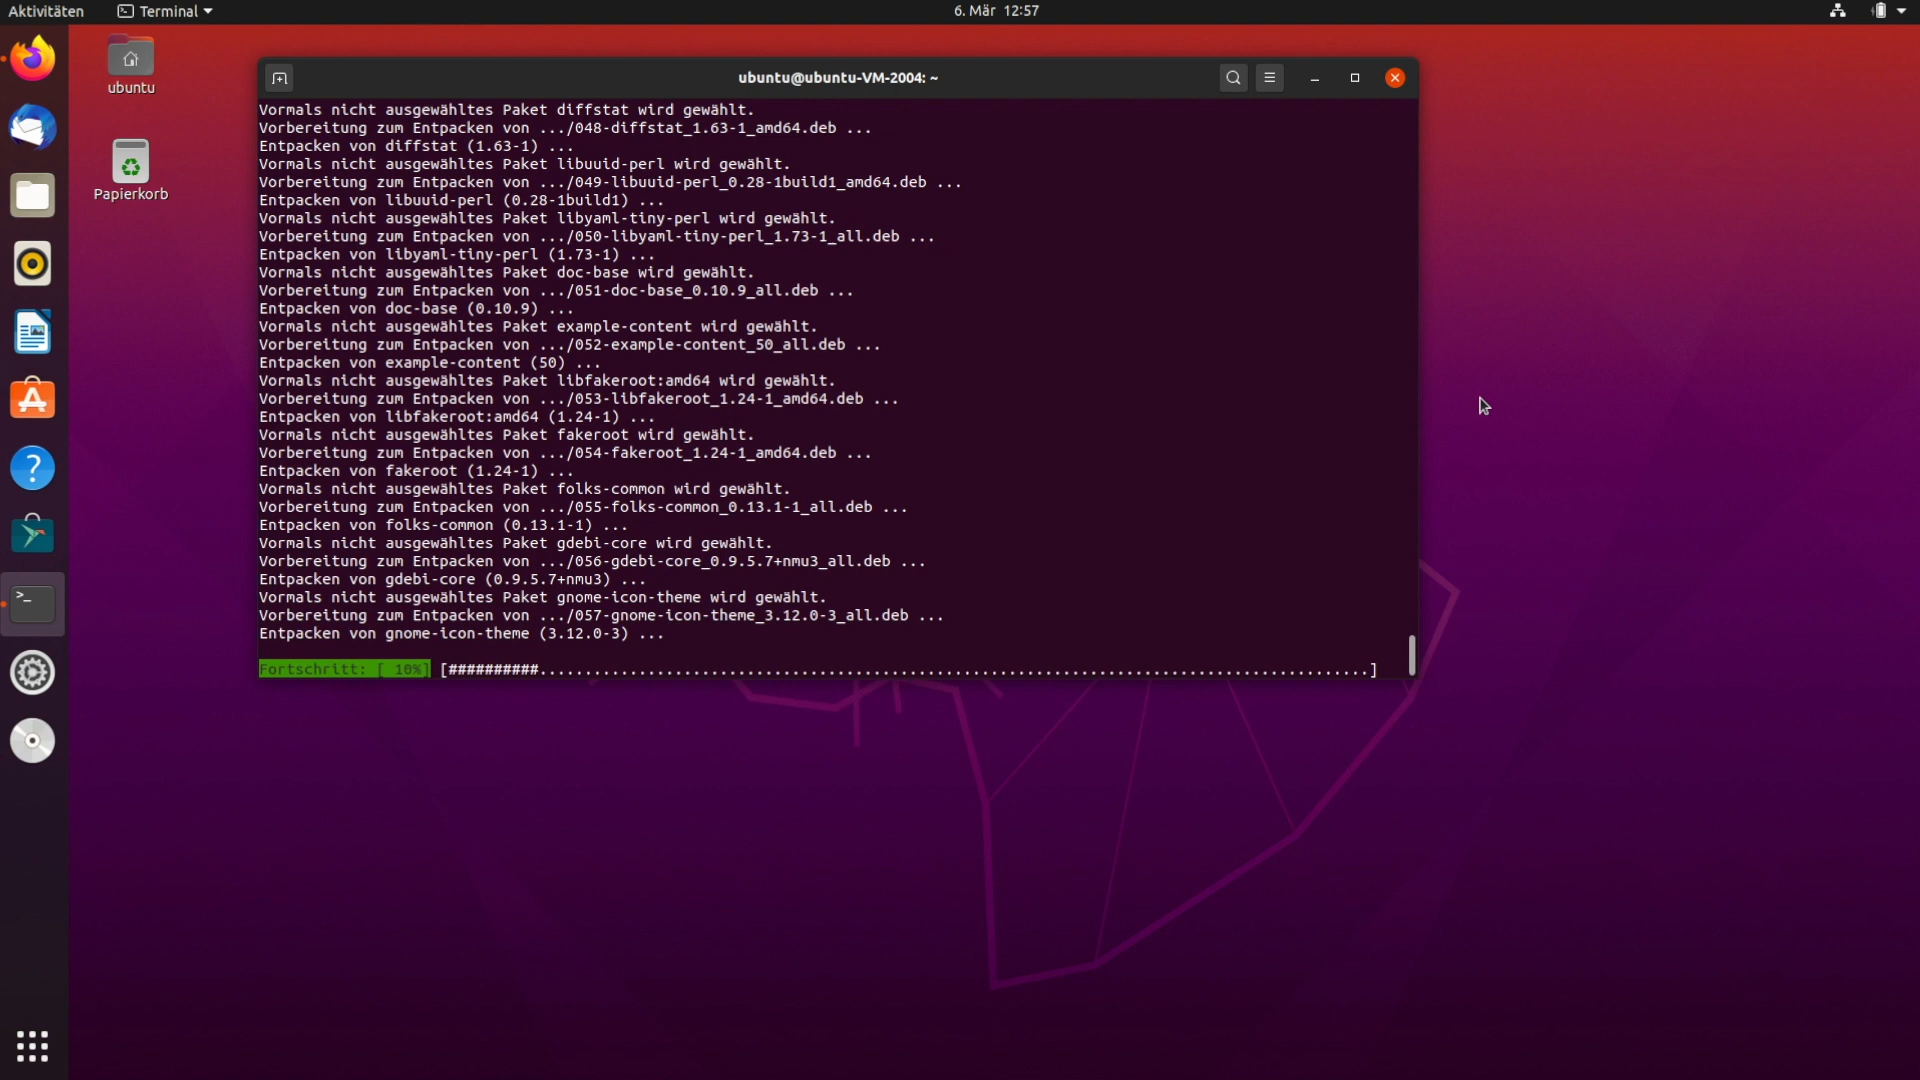 Aktivitäten
Terminal
6. Mär 12:57
ubuntu
Papierkorb
ubuntu@ubuntu-VM-2004: ~
Vormals nicht ausgewähltes Paket diffstat wird gewählt.
Vorbereitung zum Entpacken von .../048-diffstat_1.63-1_amd64.deb ...
Entpacken von diffstat (1.63-1) ...
Vormals nicht ausgewähltes Paket libuuid-perl wird gewählt.
Vorbereitung zum Entpacken von .../049-libuuid-perl_0.28-1build1_amd64.deb ...
Entpacken von libuuid-perl (0.28-1build1) ...
Vormals nicht ausgewähltes Paket libyaml-tiny-perl wird gewählt.
Vorbereitung zum Entpacken von .../050-libyaml-tiny-perl_1.73-1_all.deb ...
Entpacken von libyaml-tiny-perl (1.73-1) ...
Vormals nicht ausgewähltes Paket doc-base wird gewählt.
Vorbereitung zum Entpacken von .../051-doc-base_0.10.9_all.deb ...
Entpacken von doc-base (0.10.9) ...
Vormals nicht ausgewähltes Paket example-content wird gewählt.
Vorbereitung zum Entpacken von .../052-example-content_50_all.deb ...
Entpacken von example-content (50) ...
Vormals nicht ausgewähltes Paket libfakeroot:amd64 wird gewählt.
Vorbereitung zum Entpacken von .../053-libfakeroot_1.24-1_amd64.deb ...
Entpacken von libfakeroot:amd64 (1.24-1) ...
Vormals nicht ausgewähltes Paket fakeroot wird gewählt.
Vorbereitung zum Entpacken von .../054-fakeroot_1.24-1_amd64.deb ...
Entpacken von fakeroot (1.24-1) ...
Vormals nicht ausgewähltes Paket folks-common wird gewählt.
Vorbereitung zum Entpacken von .../055-folks-common_0.13.1-1_all.deb ...
Entpacken von folks-common (0.13.1-1) ...
Vormals nicht ausgewähltes Paket gdebi-core wird gewählt.
Vorbereitung zum Entpacken von .../056-gdebi-core_0.9.5.7+nmu3_all.deb ...
Entpacken von gdebi-core (0.9.5.7+nmu3) ...
Vormals nicht ausgewähltes Paket gnome-icon-theme wird gewählt.
Vorbereitung zum Entpacken von .../057-gnome-icon-theme_3.12.0-3_all.deb ...
Entpacken von gnome-icon-theme (3.12.0-3) ...
Fortschritt: [ 10%] [##########............................................................................................]